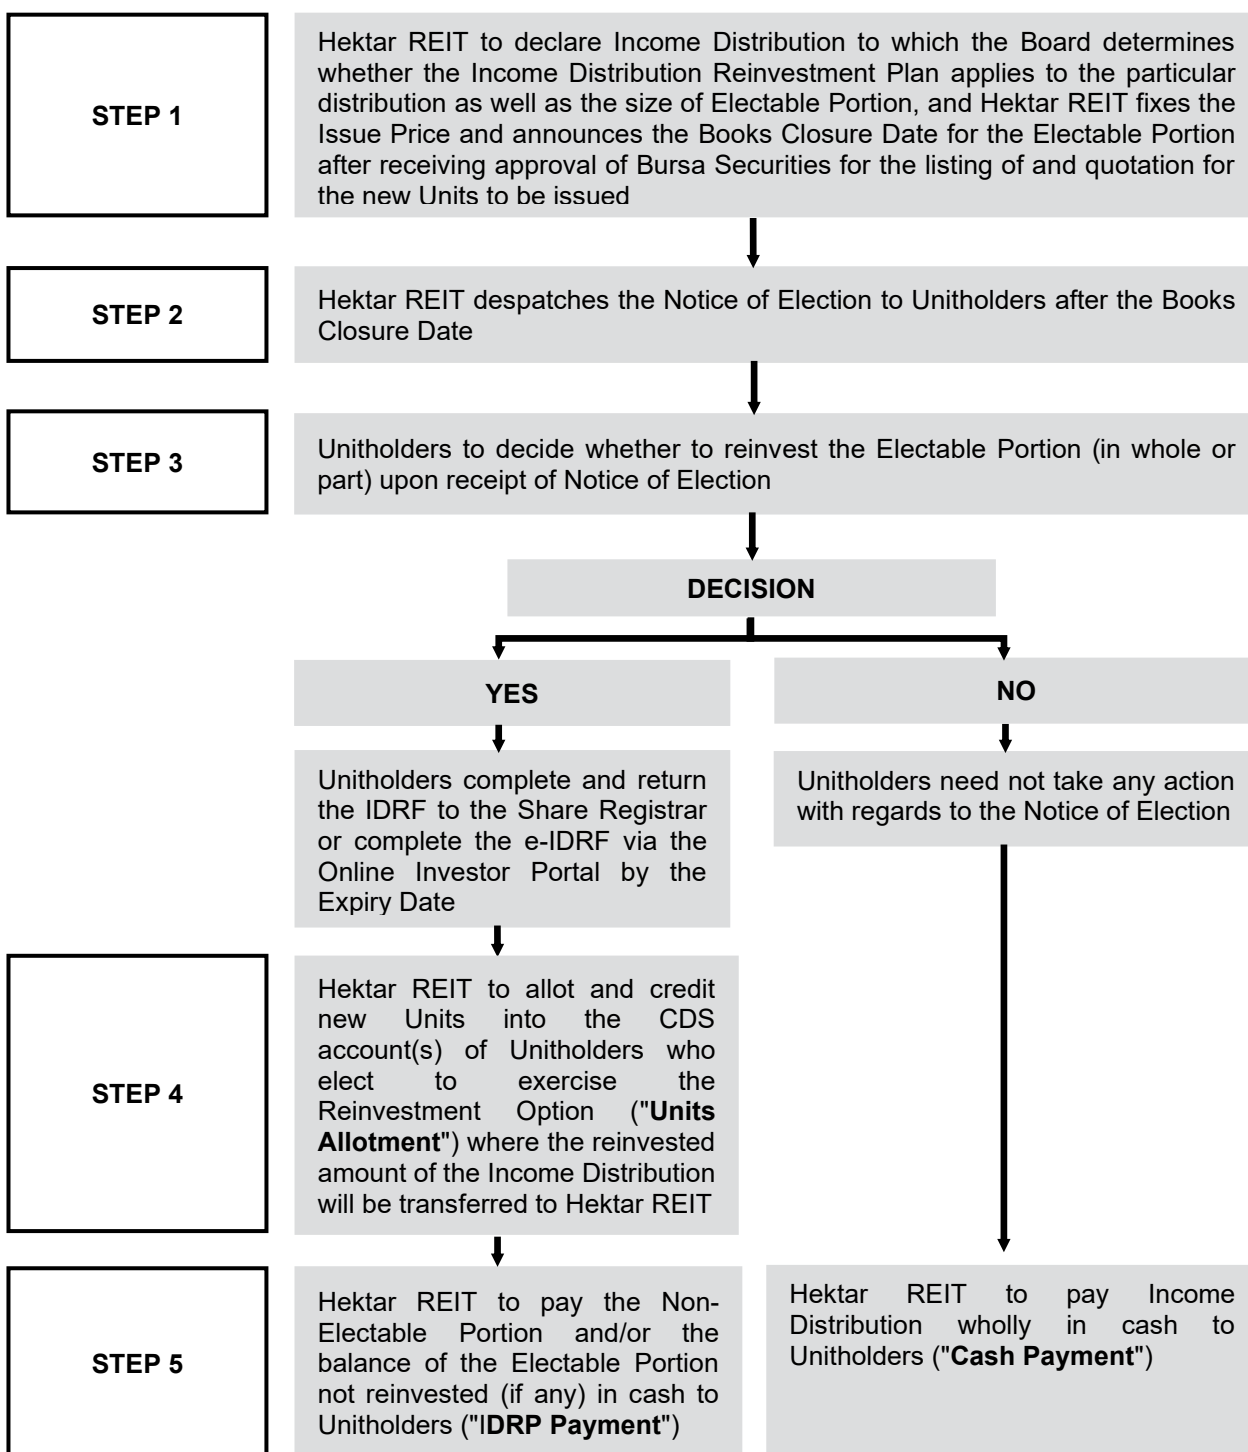 STEP 1
Hektar REIT to declare Income Distribution to which the Board determines
whether the Income Distribution Reinvestment Plan applies to the particular
distribution as well as the size of Electable Portion, and Hektar REIT fixes the
Issue Price and announces the Books Closure Date for the Electable Portion
after receiving approval of Bursa Securities for the listing of and quotation for
the new Units to be issued
STEP 2
Hektar REIT despatches the Notice of Election to Unitholders after the Books
Closure Date
STEP 3
Unitholders to decide whether to reinvest the Electable Portion (in whole or
part) upon receipt of Notice of Election
DECISION
YES
NO
Unitholders complete and return
the IDRF to the Share Registrar
or complete the e-IDRF via the
Online Investor Portal by the
Expiry Date
Unitholders need not take any action
with regards to the Notice of Election
STEP 4
Hektar REIT to allot and credit
new Units into the CDS
account(s) of Unitholders who
elect to exercise the
Reinvestment Option ("Units
Allotment") where the reinvested
amount of the Income Distribution
will be transferred to Hektar REIT
STEP 5
Hektar REIT to pay the Non-
Electable Portion and/or the
balance of the Electable Portion
not reinvested (if any) in cash to
Unitholders ("IDRP Payment")
Hektar REIT to pay Income
Distribution wholly in cash to
Unitholders ("Cash Payment")